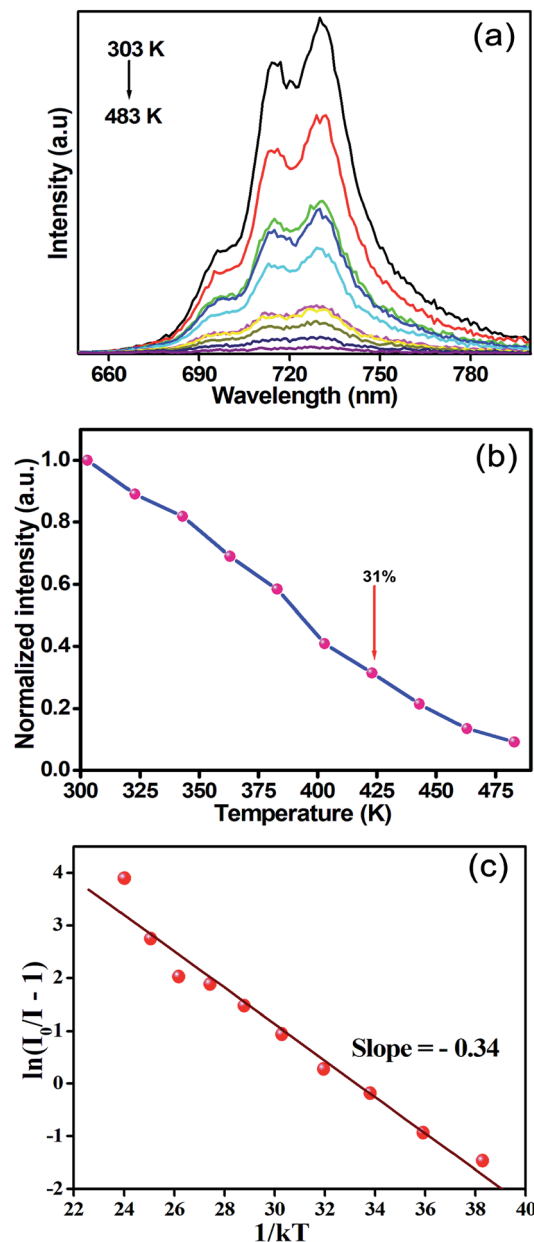 (a)
303 K
483 K
Intensity (a.u)
660 690 720 750 780
Wavelength (nm)
(b)
1.0
0.8
0.6
0.4
0.2
0.0
31%
Normalized intensity (a.u.)
300 325 350 375 400 425 450 475
Temperature (K)
(c)
4
3
2
1
0
-1
-2
ln(I₀/I - 1)
Slope = - 0.34
22 24 26 28 30 32 34 36 38 40
1/kT